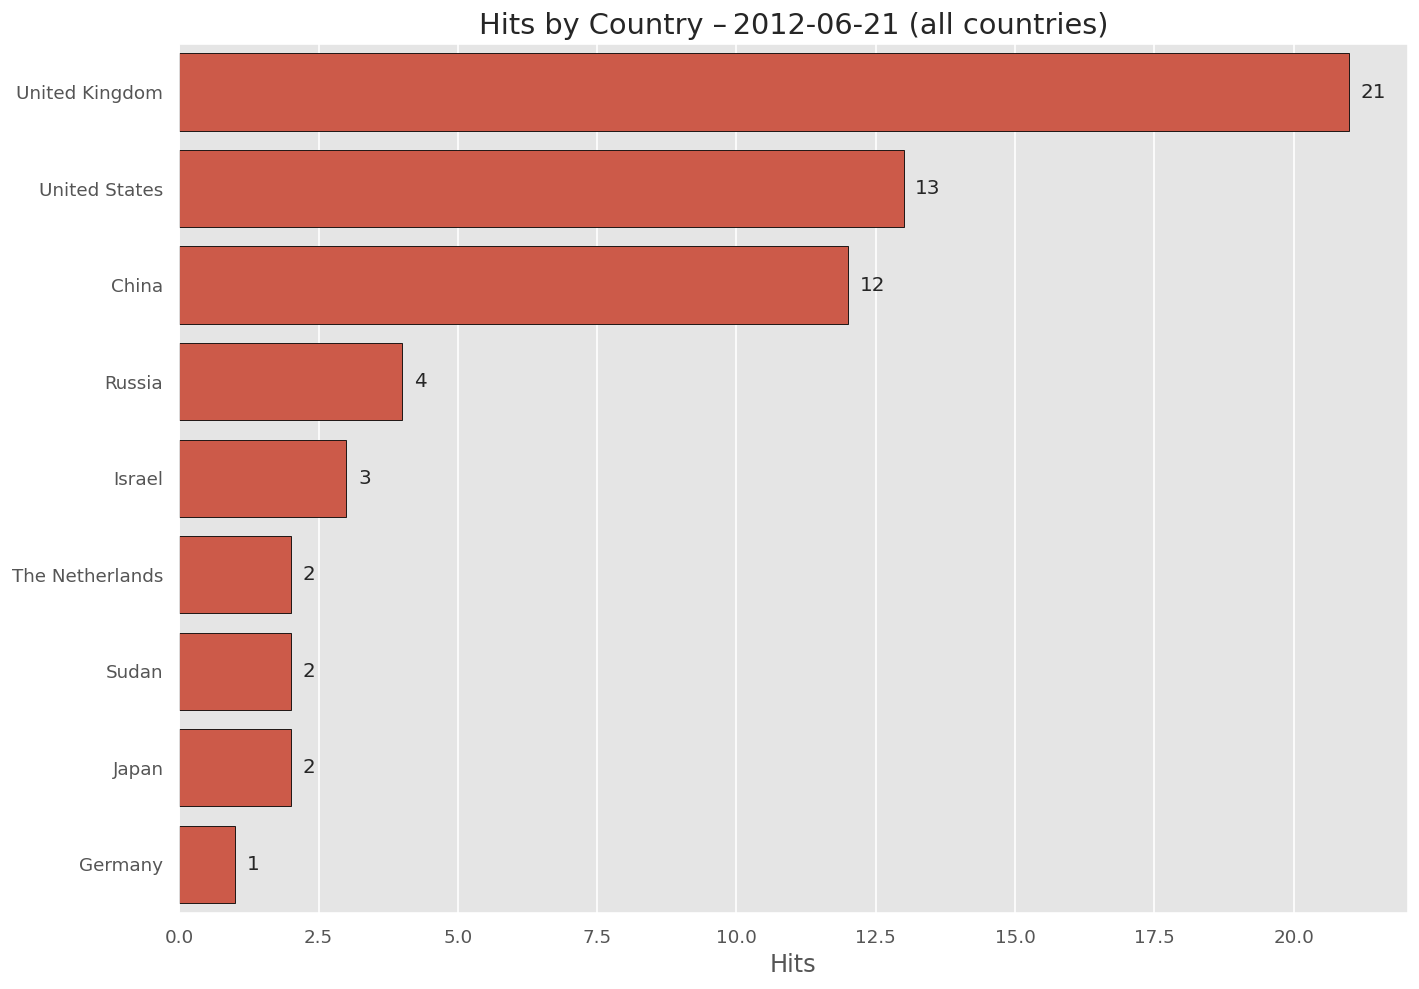 Hits by Country – 2012-06-21 (all countries)
United Kingdom 21
United States 13
China 12
Russia 4
Israel 3
The Netherlands 2
Sudan 2
Japan 2
Germany 1
0.0 2.5 5.0 7.5 10.0 12.5 15.0 17.5 20.0
Hits